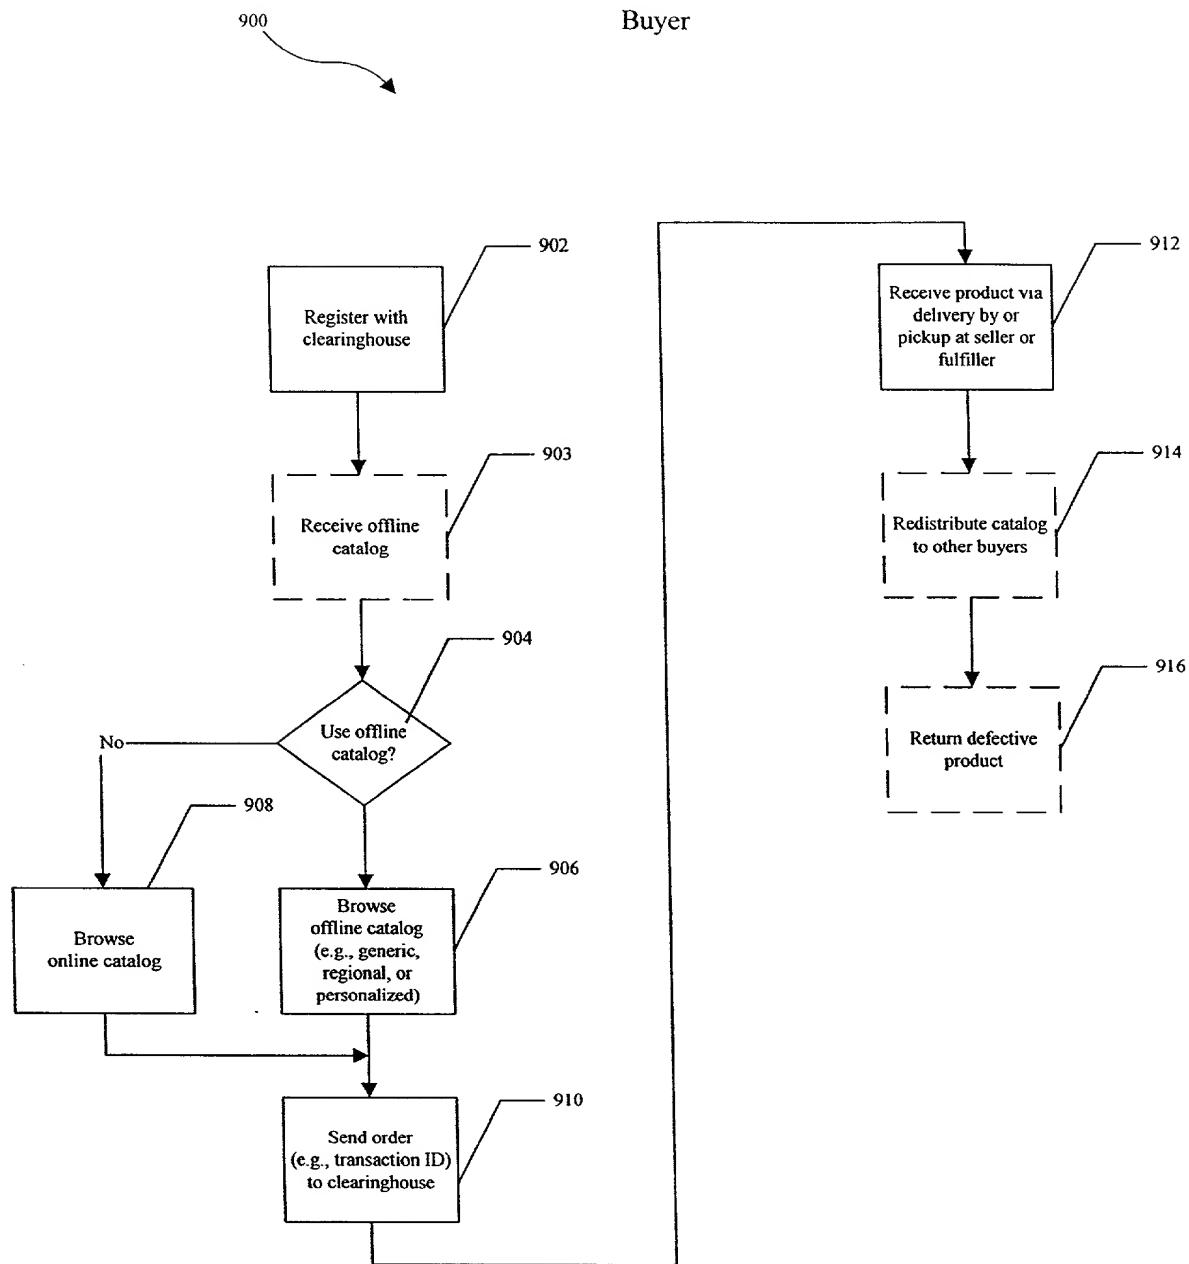 900
Buyer
902
Register with
clearinghouse
903
Receive offline
catalog
904
Use offline
catalog?
No
908
Browse
online catalog
906
Browse
offline catalog
(e.g., generic,
regional, or
personalized)
910
Send order
(e.g., transaction ID)
to clearinghouse
912
Receive product via
delivery by or
pickup at seller or
fulfiller
914
Redistribute catalog
to other buyers
916
Return defective
product